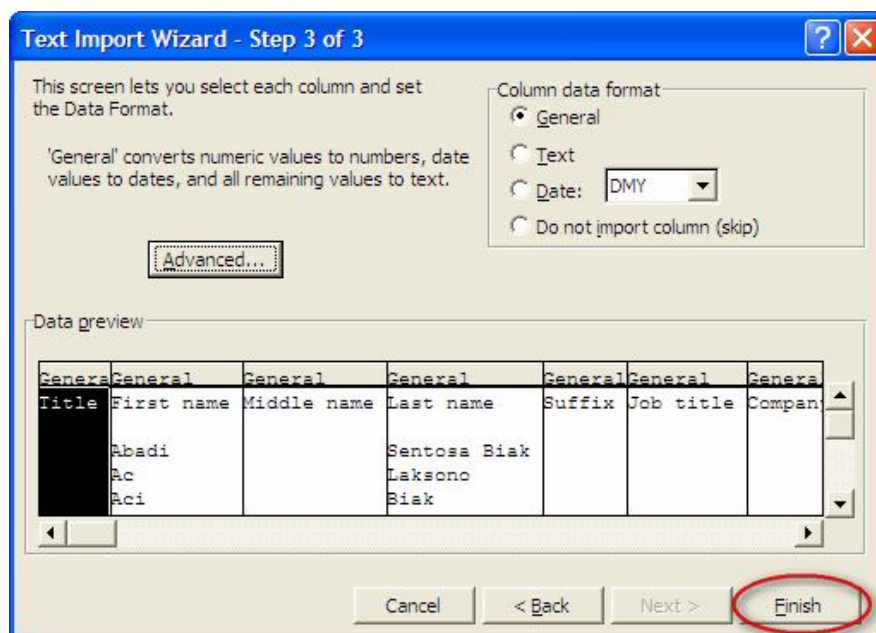 Text Import Wizard - Step 3 of 3
This screen lets you select each column and set
the Data Format.
'General' converts numeric values to numbers, date
values to dates, and all remaining values to text.
Advanced...
Column data format
General
Text
Date: DMY
Do not import column (skip)
Data preview
Genera General General General General General General
Title First name Middle name Last name Suffix Job title Compan
Abadi Sentosa Biak
Ac Laksono
Aci Biak
Cancel < Back Next > Finish